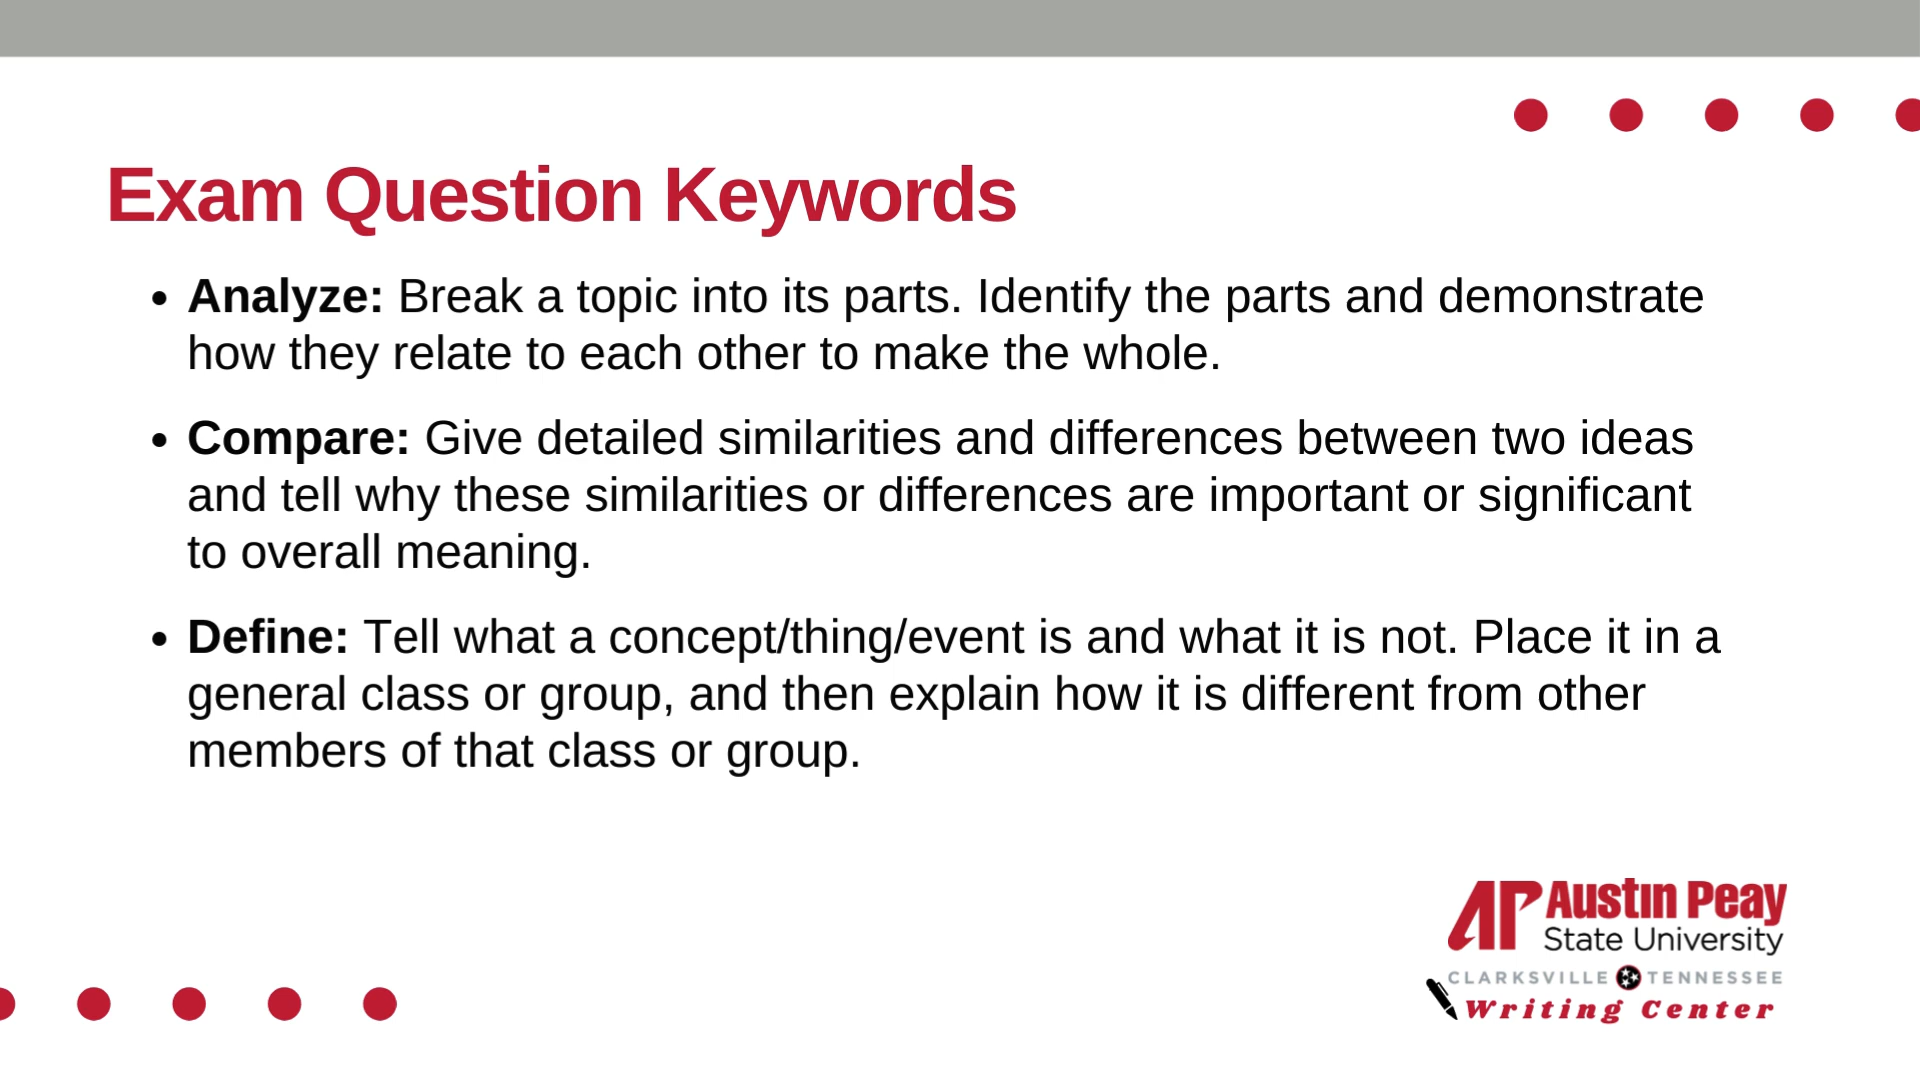 Exam Question Keywords
• Analyze: Break a topic into its parts. Identify the parts and demonstrate
how they relate to each other to make the whole.
• Compare: Give detailed similarities and differences between two ideas
and tell why these similarities or differences are important or significant
to overall meaning.
• Define: Tell what a concept/thing/event is and what it is not. Place it in a
general class or group, and then explain how it is different from other
members of that class or group.
AP Austin Peay
State University
CLARKSVILLE TENNESSEE
Writing Center